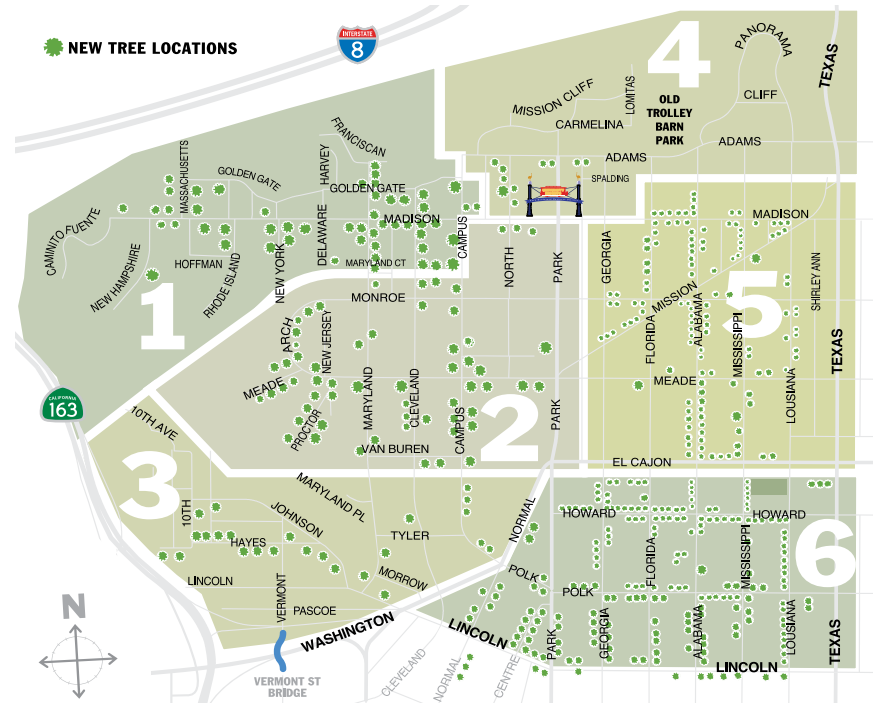 NEW TREE LOCATIONS
INTERSTATE
8
4
PANORAMA
TEXAS
MISSION CLIFF
LOMITAS
CLIFF
OLD
TROLLEY
BARN
PARK
CARMELINA
ADAMS
ADAMS
SPALDING
FRANCISCAN
HARVEY
MASSACHUSETTS
GOLDEN GATE
GOLDEN GATE
MADISON
CAMPUS
MADISON
CAMINITO FUENTE
NEW HAMPSHIRE
HOFFMAN
RHODE ISLAND
NEW YORK
DELAWARE
MARYLAND CT
NORTH
PARK
GEORGIA
SHIRLEY ANN
1
MONROE
MISSION
5
FLORIDA
ALABAMA
MISSISSIPPI
TEXAS
ARCH
NEW JERSEY
MEADE
MEADE
CALIFORNIA
163
PROCTOR
MARYLAND
CLEVELAND
CAMPUS
2
PARK
LOUSIANA
10TH AVE
VAN BUREN
EL CAJON
3
MARYLAND PL
10TH
JOHNSON
NORMAL
HOWARD
HOWARD
TYLER
HAYES
6
FLORIDA
MISSISSIPPI
LINCOLN
MORROW
POLK
POLK
VERMONT
PASCOE
N
WASHINGTON
LINCOLN
PARK
GEORGIA
ALABAMA
LOUSIANA
TEXAS
LINCOLN
CLEVELAND
NORMAL
CENTRE
VERMONT ST
BRIDGE